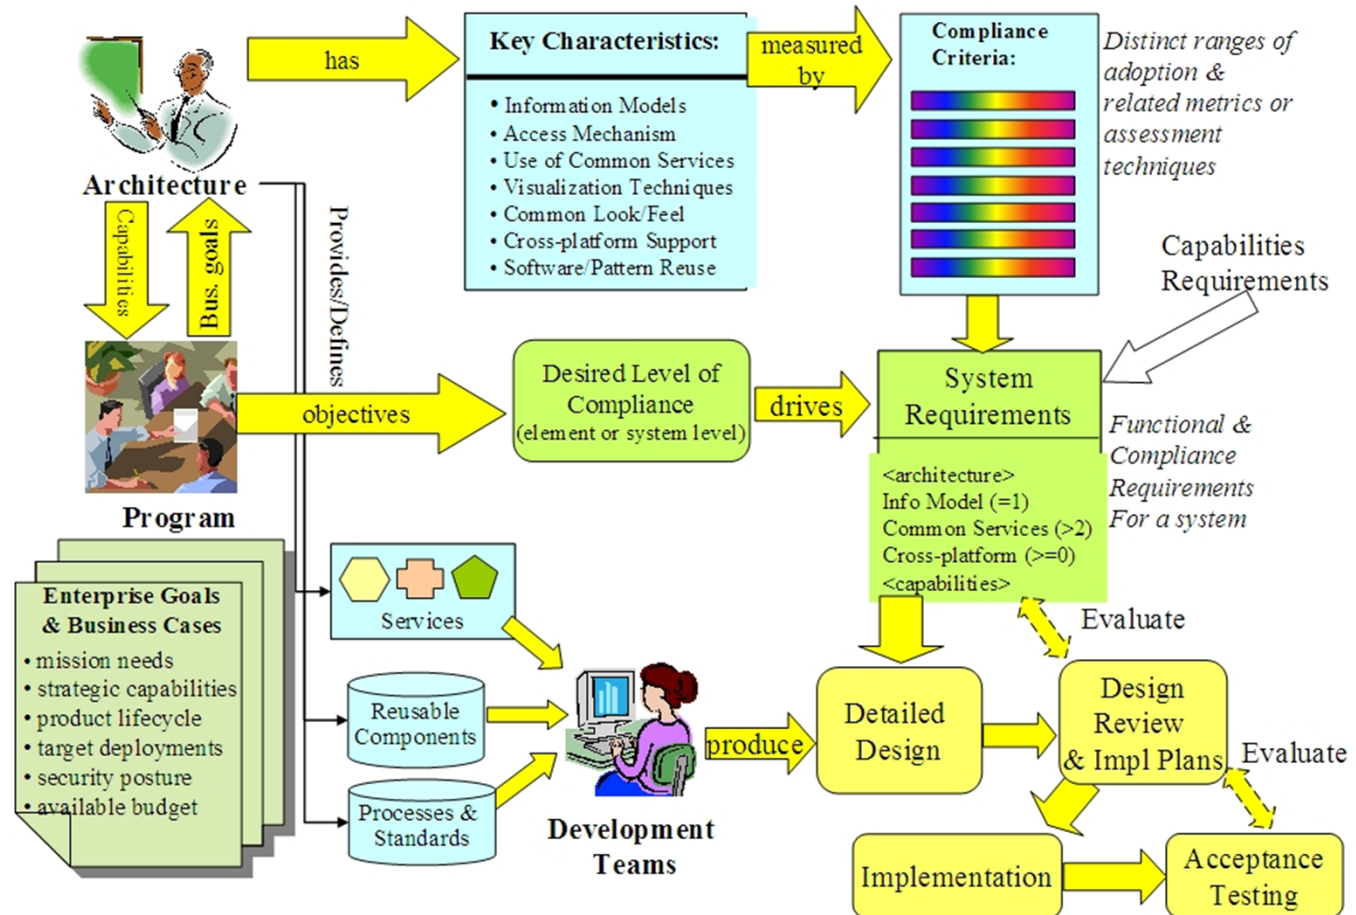 has
Key Characteristics:
• Information Models
• Access Mechanism
• Use of Common Services
• Visualization Techniques
• Common Look/Feel
• Cross-platform Support
• Software/Pattern Reuse
measured
by
Compliance
Criteria:
Distinct ranges of
adoption &
related metrics or
assessment
techniques
Architecture
Capabilities
Bus. goals
Provides/Defines
Capabilities
Requirements
objectives
Desired Level of
Compliance
(element or system level)
drives
System
Requirements
<architecture>
Info Model (=1)
Common Services (>2)
Cross-platform (>=0)
<capabilities>
Functional &
Compliance
Requirements
For a system
Program
Enterprise Goals
& Business Cases
• mission needs
• strategic capabilities
• product lifecycle
• target deployments
• security posture
• available budget
Services
Reusable
Components
Processes &
Standards
Development
Teams
produce
Detailed
Design
Evaluate
Design
Review
& Impl Plans
Evaluate
Implementation
Acceptance
Testing